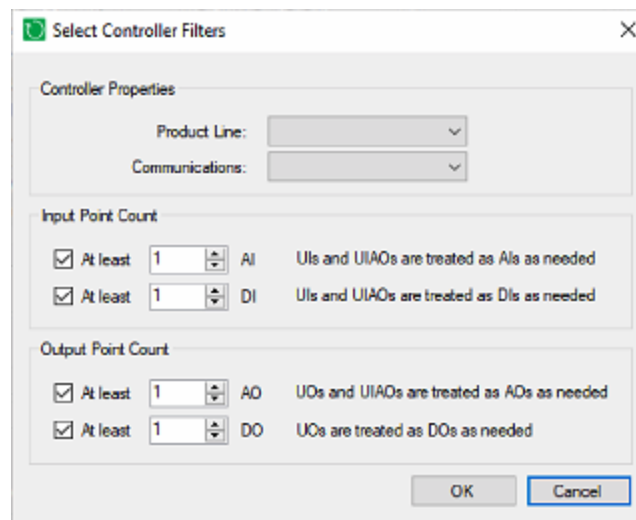 Select Controller Filters
Controller Properties
Product Line:
Communications:
Input Point Count
At least 1 AI UIs and UIAOs are treated as AIs as needed
At least 1 DI UIs and UIAOs are treated as DIs as needed
Output Point Count
At least 1 AO UOs and UIAOs are treated as AOs as needed
At least 1 DO UOs are treated as DOs as needed
OK Cancel